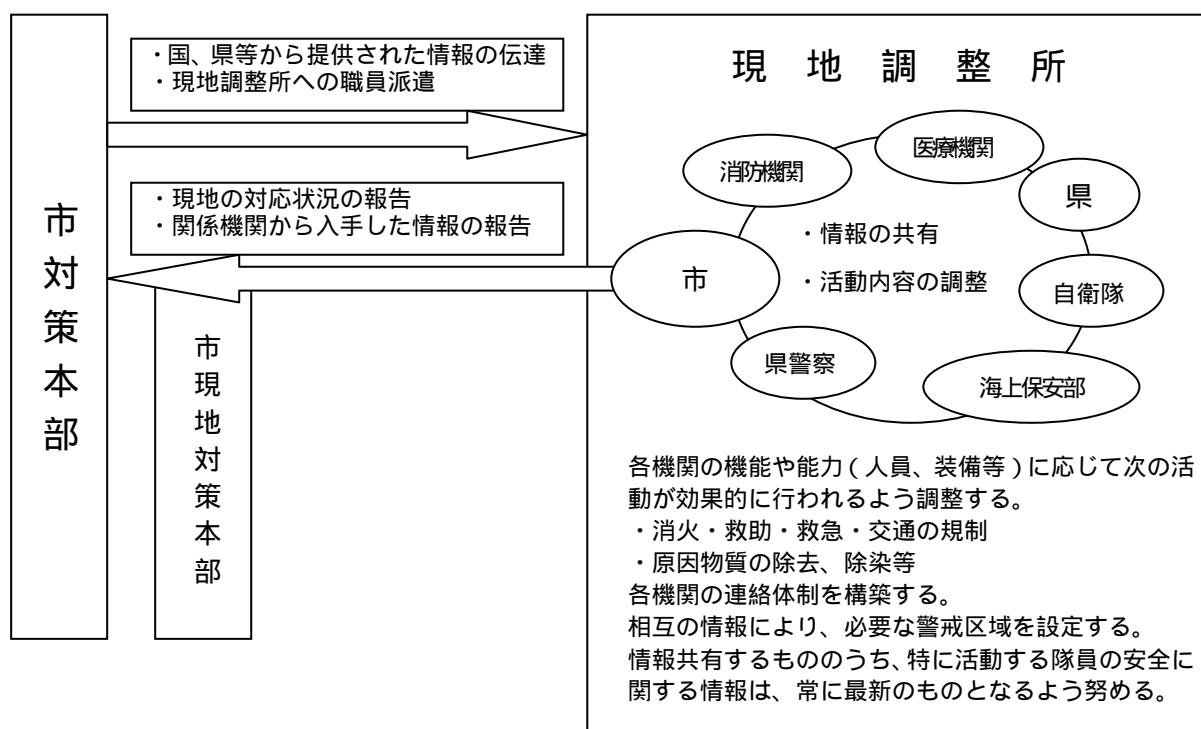 ・国、県等から提供された情報の伝達
・現地調整所への職員派遣
・現地の対応状況の報告
・関係機関から入手した情報の報告
市対策本部
市現地対策本部
現地調整所
医療機関
消防機関
県
・情報の共有
市
・活動内容の調整
自衛隊
県警察
海上保安部
各機関の機能や能力(人員、装備等)に応じて次の活
動が効果的に行われるよう調整する。
・消火・救助・救急・交通の規制
・原因物質の除去、除染等
各機関の連絡体制を構築する。
相互の情報により、必要な警戒区域を設定する。
情報共有するもののうち、特に活動する隊員の安全に
関する情報は、常に最新のものとなるよう努める。